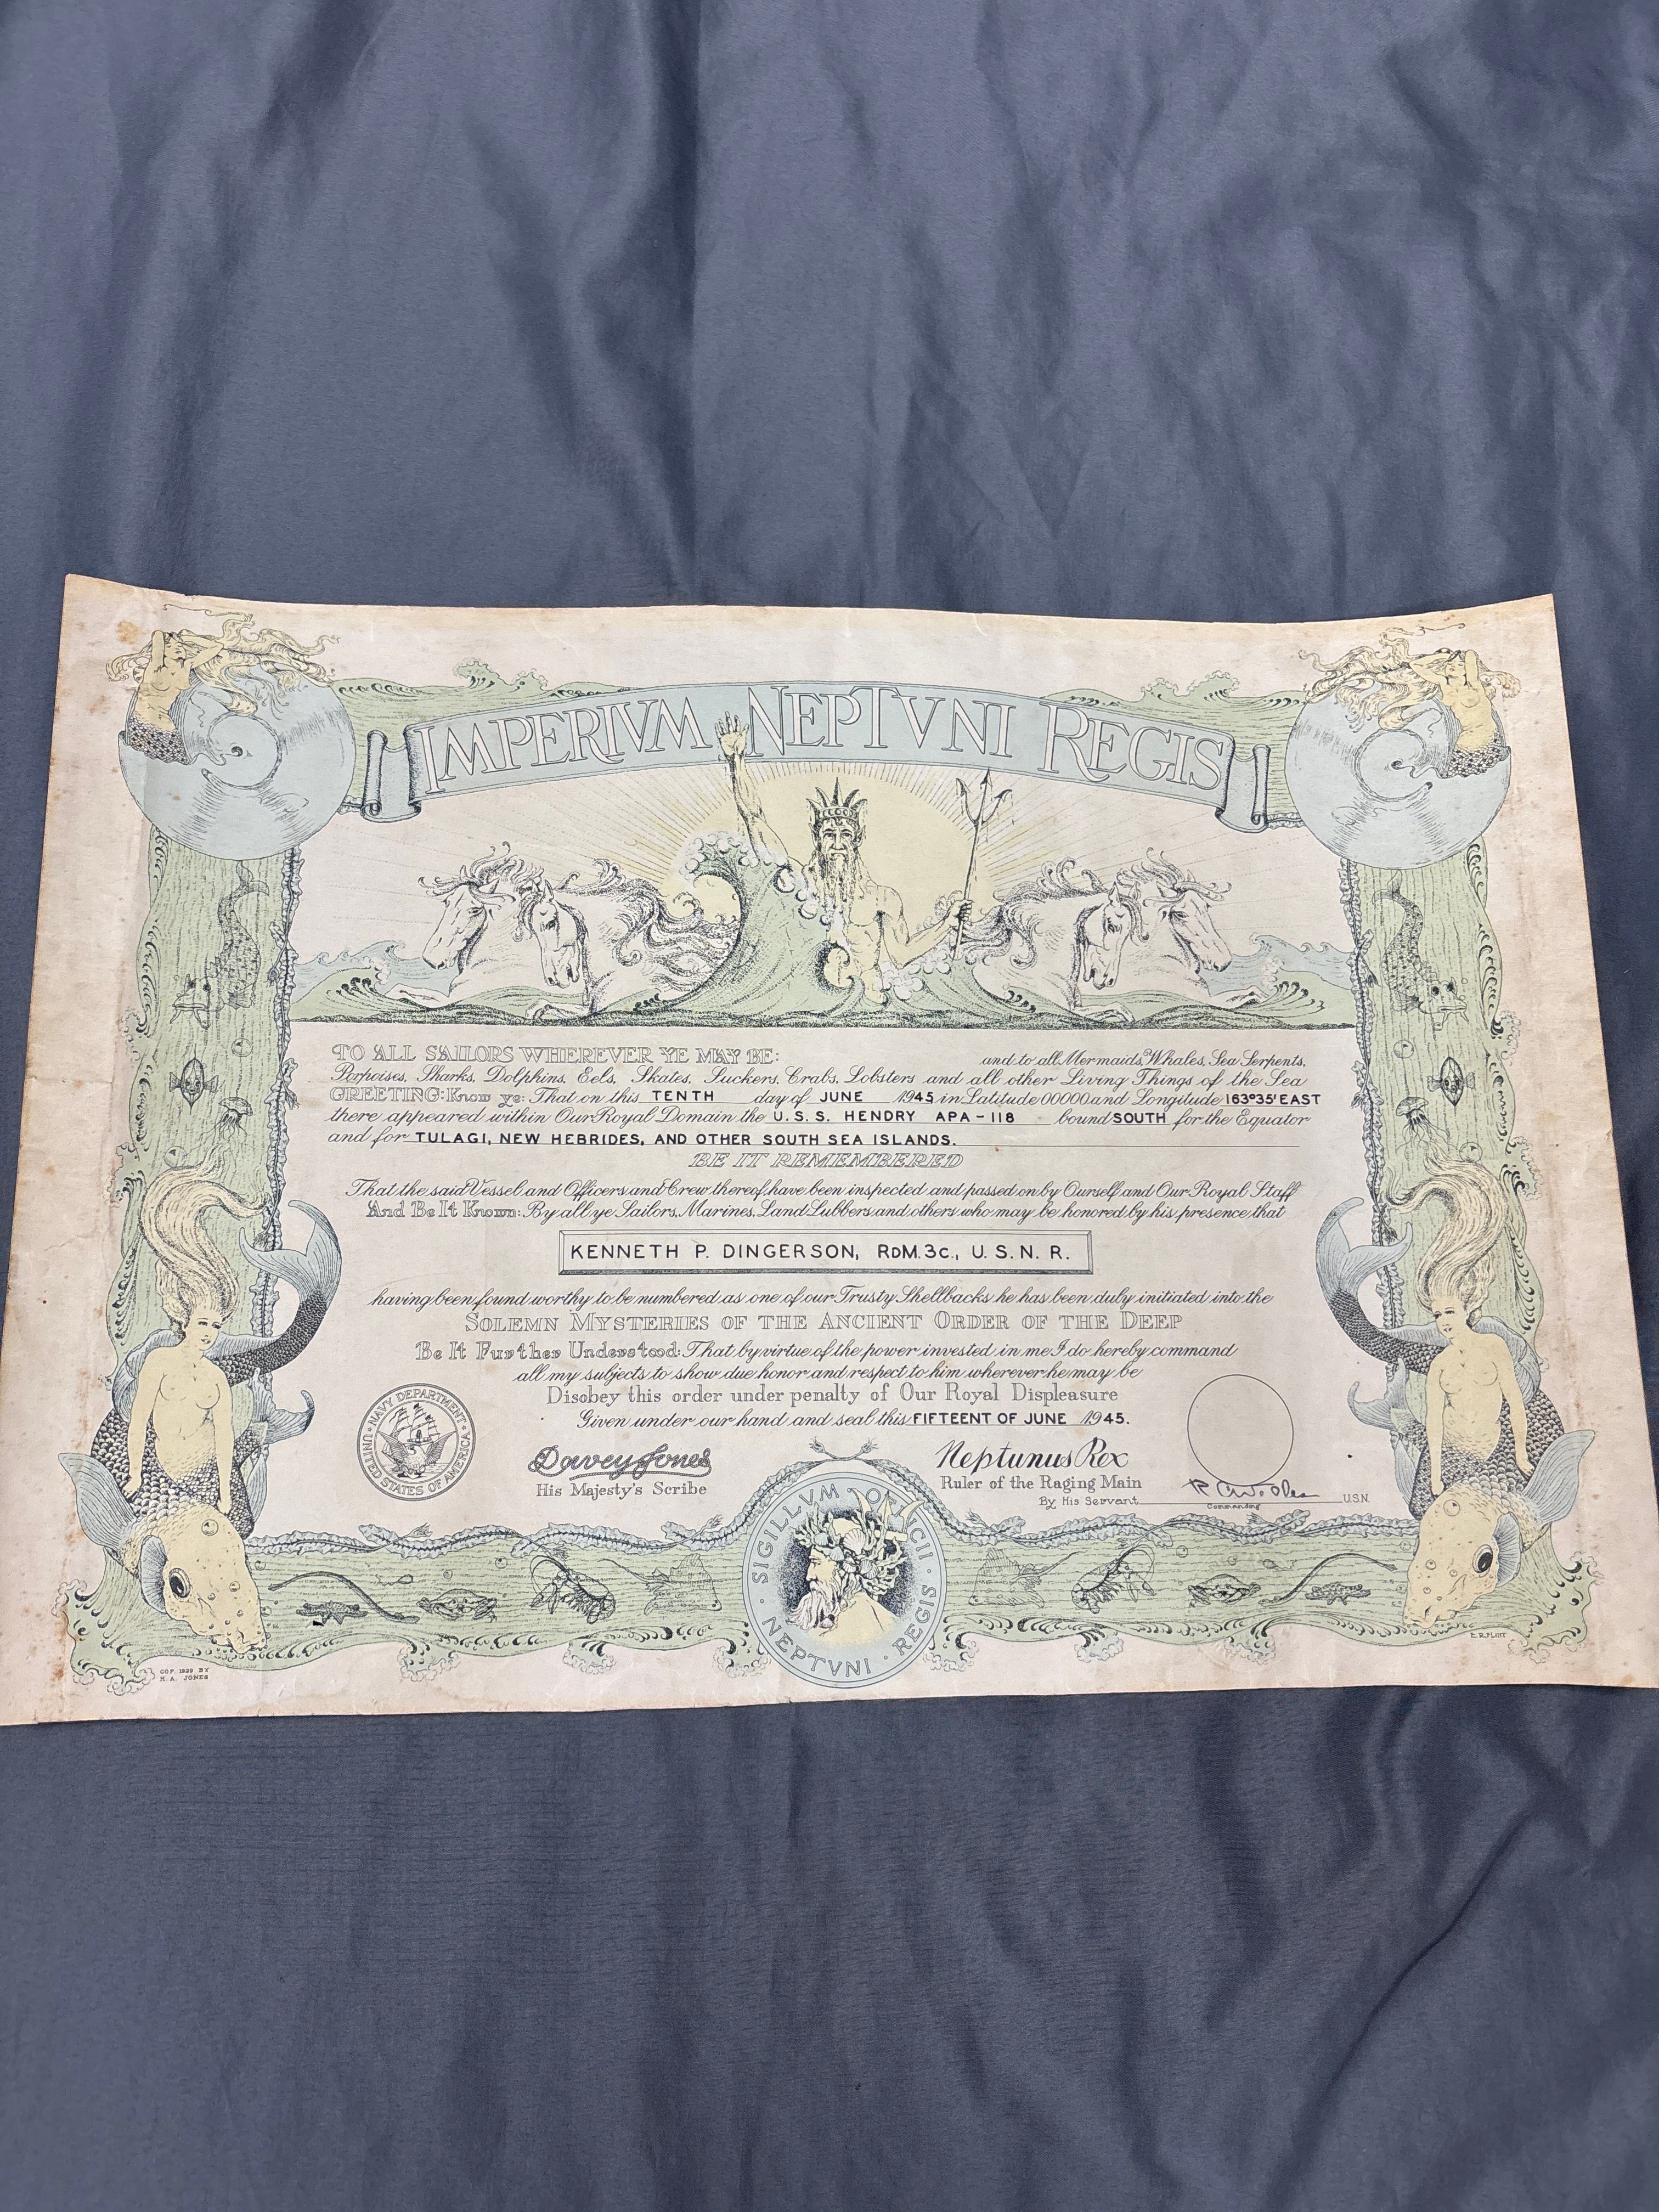 IMPERIVM NEPTVNI REGIS
TO ALL SAILORS WHEREVER YE MAY BE: and to all Mermaids, Whales, Sea Serpents,
Porpoises, Sharks, Dolphins, Eels, Skates, Suckers, Crabs, Lobsters and all other Living Things of the Sea
GREETING: Know ye: That on this TENTH day of JUNE 1945 in Latitude 00000 and Longitude 163°35' EAST
there appeared within Our Royal Domain the U.S.S. HENDRY APA-118 bound SOUTH for the Equator
and for TULAGI, NEW HEBRIDES, AND OTHER SOUTH SEA ISLANDS.
BE IT REMEMBERED
That the said Vessel and Officers and Crew thereof, have been inspected and passed on by Ourself and Our Royal Staff
And Be It Known: By all ye Sailors, Marines, Land Lubbers and others who may be honored by his presence that
KENNETH P. DINGERSON, RDM.3C., U.S.N.R.
having been found worthy to be numbered as one of our Trusty Shellbacks he has been duly initiated into the
SOLEMN MYSTERIES OF THE ANCIENT ORDER OF THE DEEP
Be It Further Understood: That by virtue of the power invested in me I do hereby command
all my subjects to show due honor and respect to him wherever he may be
Disobey this order under penalty of Our Royal Displeasure
Given under our hand and seal this FIFTEENT OF JUNE 1945.
NAVY DEPARTMENT
UNITED STATES OF AMERICA
Davey Jones
His Majesty's Scribe
Neptunus Rex
Ruler of the Raging Main
By His Servant U.S.N.
Commanding
SIGILLVM
NEPTVNI REGIS
COP. 1929 BY
H.A. JONES
E.R. FLINT